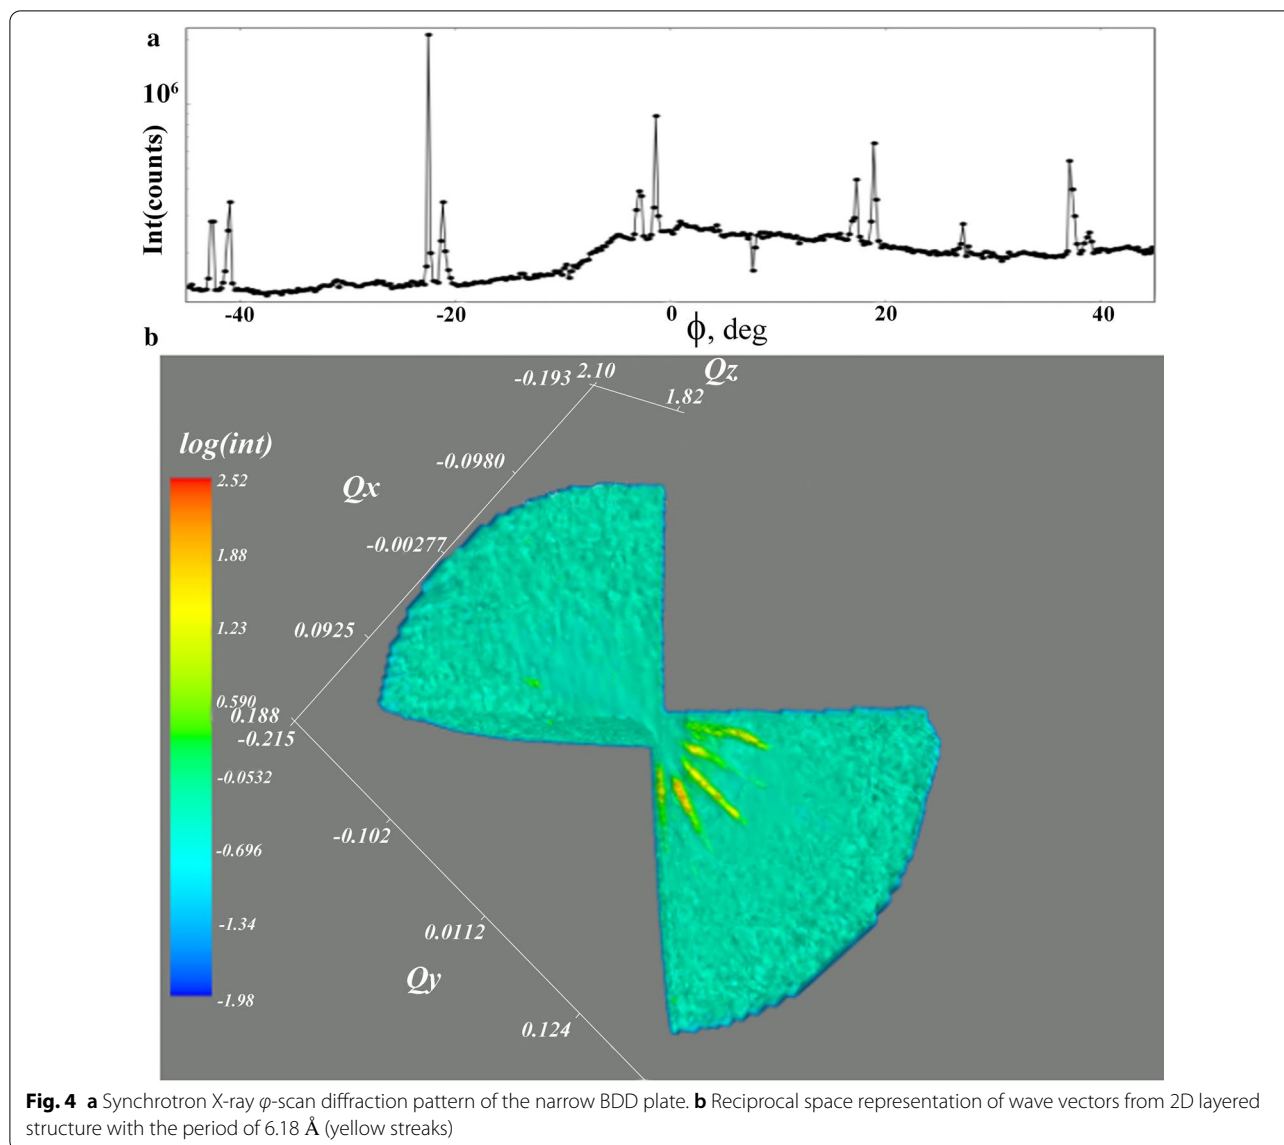 a
10⁶
Int(counts)
-40 -20 0 20 40
ϕ, deg
b
-0.193 2.10 Qz
1.82
log(int)
2.52
-0.0980
Qx
1.88
-0.00277
1.23
0.0925
0.590
0.188
-0.215
-0.0532
-0.102
-0.696
-1.34
0.0112
Qy
-1.98
0.124
Fig. 4 a Synchrotron X-ray φ-scan diffraction pattern of the narrow BDD plate. b Reciprocal space representation of wave vectors from 2D layered
structure with the period of 6.18 Å (yellow streaks)